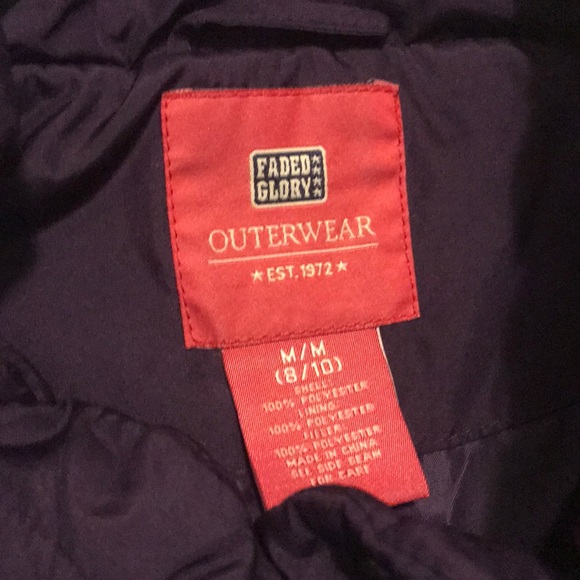 FADED
GLORY
OUTERWEAR
★ EST. 1972 ★
M/M
(8/10)
SHELL:
100% POLYESTER
LINING:
100% POLYESTER
FILLER:
100% POLYESTER
MADE IN CHINA
SEE SIDE SEAM
FOR CARE